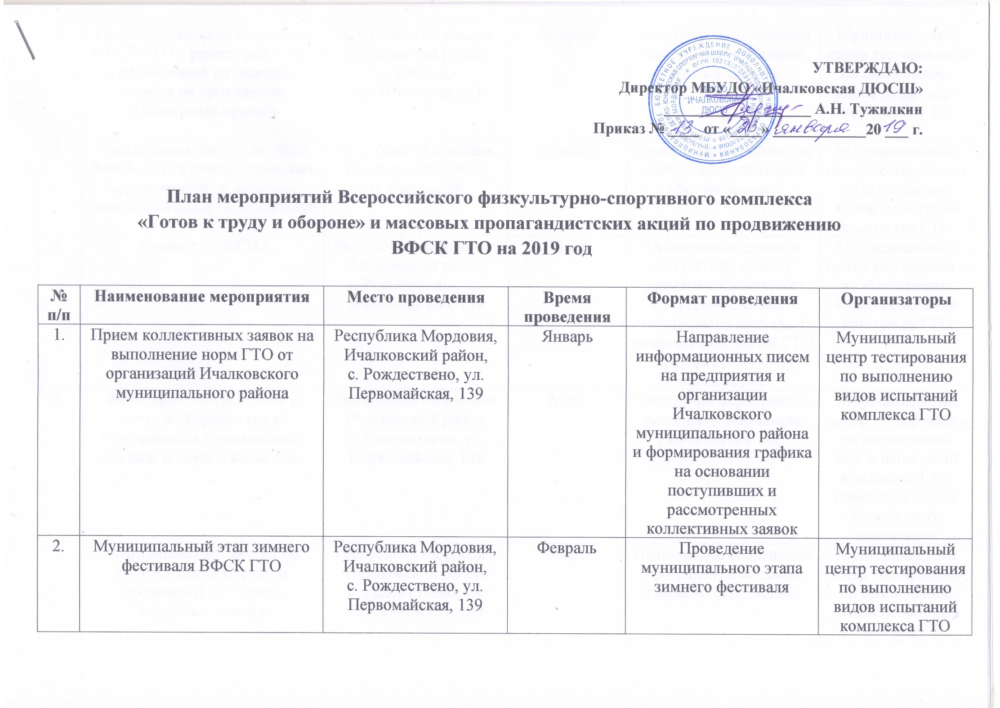 УТВЕРЖДАЮ:
Директор МБУДО «Ичалковская ДЮСШ»
А.Н. Тужилкин
Приказ № 13 от «23» января 2019 г.
"ИЧАЛКОВСКАЯ
ДЮСШ"
План мероприятий Всероссийского физкультурно-спортивного комплекса
«Готов к труду и обороне» и массовых пропагандистских акций по продвижению
ВФСК ГТО на 2019 год
№
п/п
Наименование мероприятия
Место проведения
Время
проведения
Формат проведения
Организаторы
1.
Прием коллективных заявок на
выполнение норм ГТО от
организаций Ичалковского
муниципального района
Республика Мордовия,
Ичалковский район,
с. Рождествено, ул.
Первомайская, 139
Январь
Направление
информационных писем
на предприятия и
организации
Ичалковского
муниципального района
и формирования графика
на основании
поступивших и
рассмотренных
коллективных заявок
Муниципальный
центр тестирования
по выполнению
видов испытаний
комплекса ГТО
2.
Муниципальный этап зимнего
фестиваля ВФСК ГТО
Республика Мордовия,
Ичалковский район,
с. Рождествено, ул.
Первомайская, 139
Февраль
Проведение
муниципального этапа
зимнего фестиваля
Муниципальный
центр тестирования
по выполнению
видов испытаний
комплекса ГТО